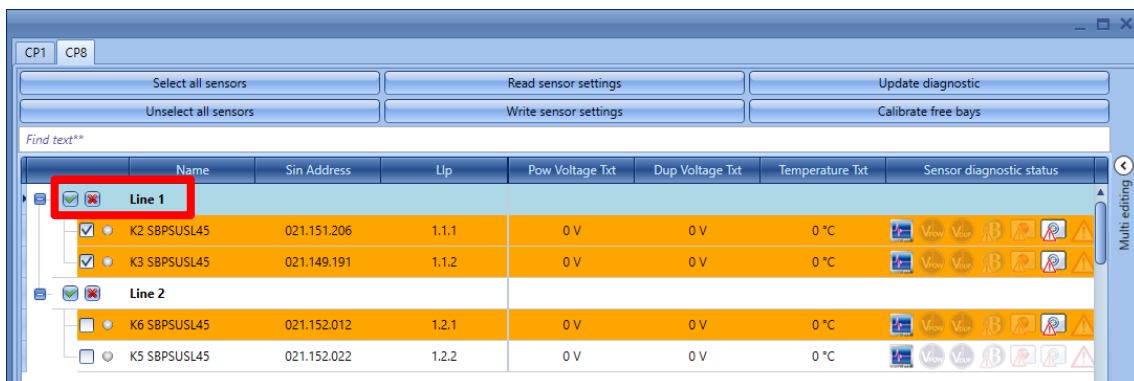 CP1 CP8
Select all sensors Read sensor settings Update diagnostic
Unselect all sensors Write sensor settings Calibrate free bays
Find text**
Name Sin Address Llp Pow Voltage Txt Dup Voltage Txt Temperature Txt Sensor diagnostic status
Line 1
K2 SBPSUSL45 021.151.206 1.1.1 0 V 0 V 0 °C
K3 SBPSUSL45 021.149.191 1.1.2 0 V 0 V 0 °C
Line 2
K6 SBPSUSL45 021.152.012 1.2.1 0 V 0 V 0 °C
K5 SBPSUSL45 021.152.022 1.2.2 0 V 0 V 0 °C
Multi editing